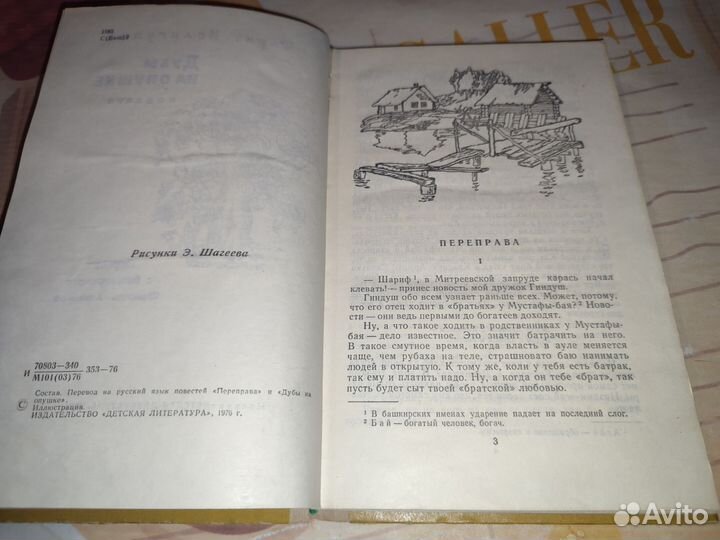 Рисунки Э. Шагеева
70803—340
И 353—76
М101(03)76
Состав. Перевод на русский язык повестей «Переправа» и «Дубы на
опушке».
© Иллюстрации.
ИЗДАТЕЛЬСТВО «ДЕТСКАЯ ЛИТЕРАТУРА», 1976 г.
ПЕРЕПРАВА
1
— Шариф¹, в Митреевской запруде карась начал
клевать! — принес новость мой дружок Гиндуш.
Гиндуш обо всем узнает раньше всех. Может, потому,
что его отец ходит в «братьях» у Мустафы-бая?² Ново-
сти — они ведь первыми до богатеев доходят.
Ну, а что такое ходить в родственниках у Мустафы-
бая — дело известное. Это значит батрачить на него.
В такое смутное время, когда власть в ауле меняется
чаще, чем рубаха на теле, страшновато баю нанимать
людей в открытую. К тому же, коли у тебя есть батрак,
так ему и платить надо. Ну, а когда он тебе «брат», так
пусть будет сыт твоей «братской» любовью.
¹ В башкирских именах ударение падает на последний слог.
² Бай — богатый человек, богач.
3
Avito